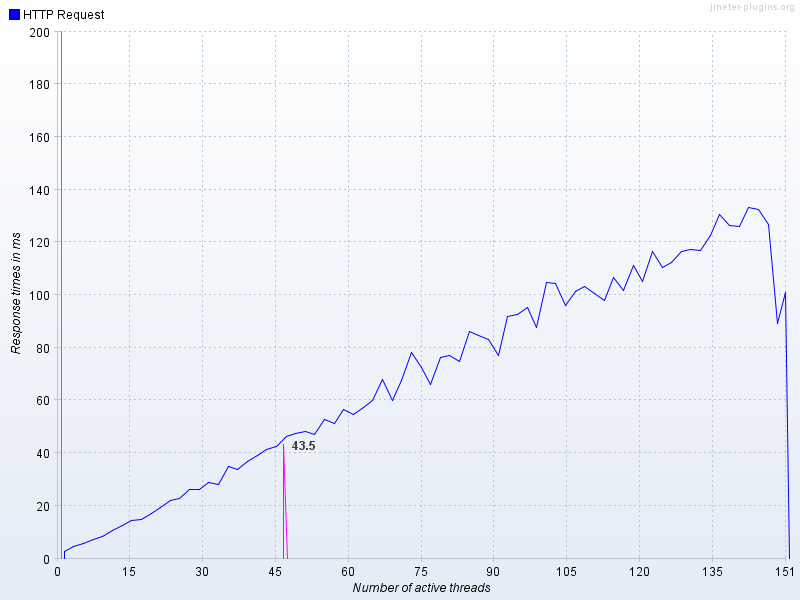 jmeter-plugins.org
HTTP Request
200
180
160
140
120
100
80
60
40
20
0
Response times in ms
43.5
0 15 30 45 60 75 90 105 120 135 151
Number of active threads